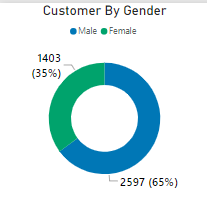 Customer By Gender
Male Female
1403
(35%)
2597 (65%)